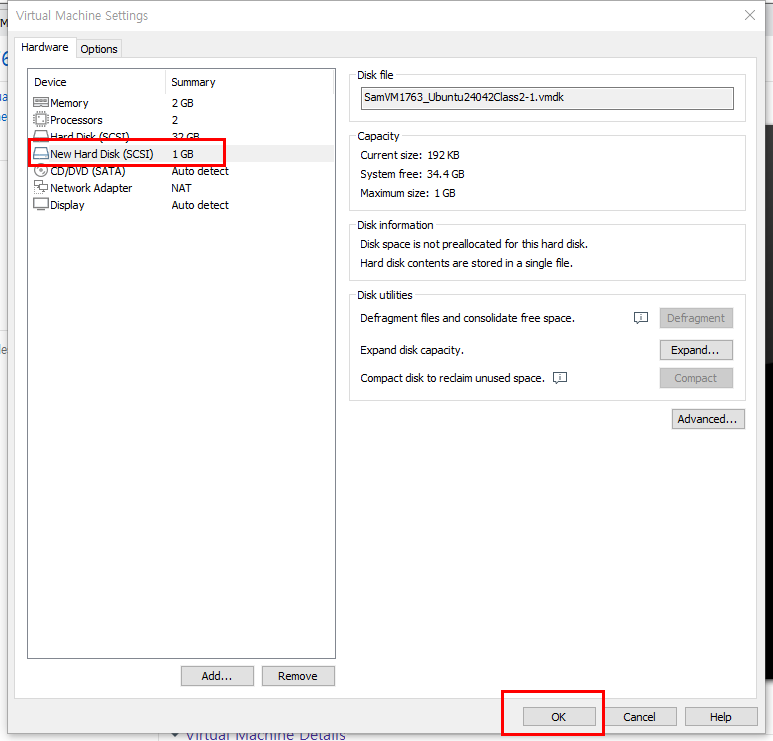 Virtual Machine Settings
Hardware
Options
Device Summary
Memory 2 GB
Processors 2
Hard Disk (SCSI) 32 GB
New Hard Disk (SCSI) 1 GB
CD/DVD (SATA) Auto detect
Network Adapter NAT
Display Auto detect
Add...
Remove
Disk file
SamVM1763_Ubuntu24042Class2-1.vmdk
Capacity
Current size: 192 KB
System free: 34.4 GB
Maximum size: 1 GB
Disk information
Disk space is not preallocated for this hard disk.
Hard disk contents are stored in a single file.
Disk utilities
Defragment files and consolidate free space.
Defragment
Expand disk capacity.
Expand...
Compact disk to reclaim unused space.
Compact
Advanced...
OK
Cancel
Help
Virtual Machine Details